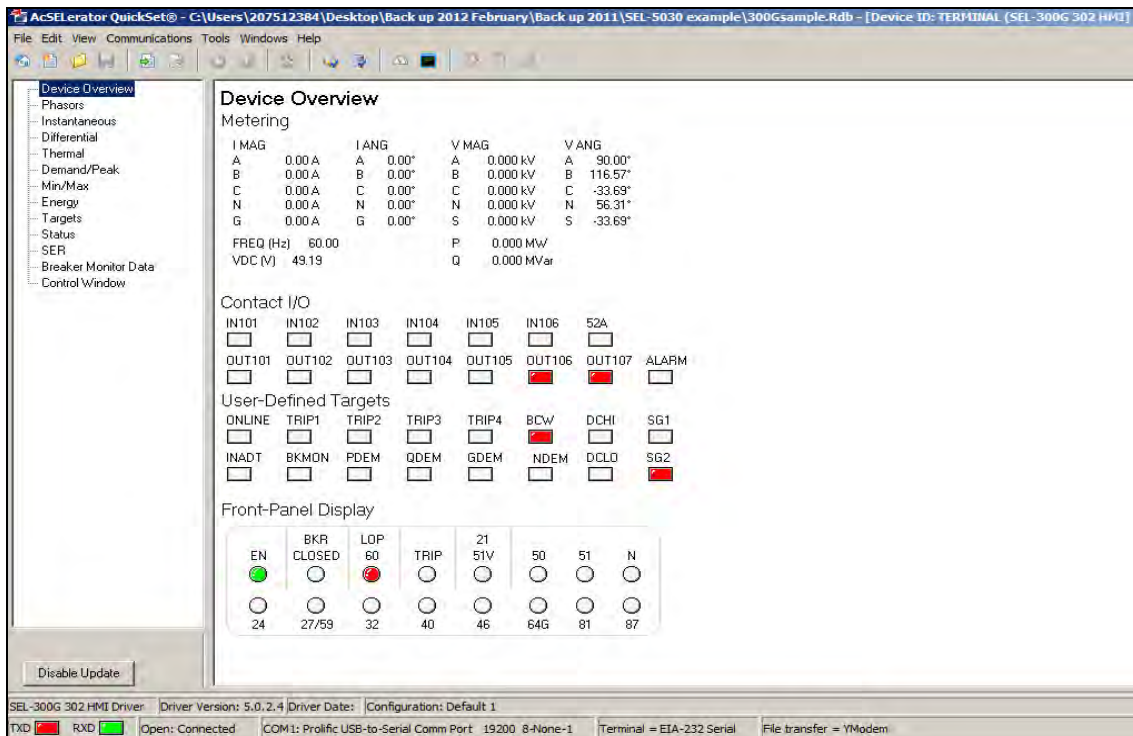 AcSELerator QuickSet® - C:\Users\207512384\Desktop\Back up 2012 February\Back up 2011\SEL-5030 example\300Gsample.Rdb - [Device ID: TERMINAL (SEL-300G 302 HMI)]
File Edit View Communications Tools Windows Help
Device Overview
Phasors
Instantaneous
Differential
Thermal
Demand/Peak
Min/Max
Energy
Targets
Status
SER
Breaker Monitor Data
Control Window
Disable Update
Device Overview
Metering
I MAG I ANG V MAG V ANG
A 0.00 A A 0.00° A 0.000 kV A 90.00°
B 0.00 A B 0.00° B 0.000 kV B 116.57°
C 0.00 A C 0.00° C 0.000 kV C -33.69°
N 0.00 A N 0.00° N 0.000 kV N 56.31°
G 0.00 A G 0.00° S 0.000 kV S -33.69°
FREQ (Hz) 60.00 P 0.000 MW
VDC (V) 49.19 Q 0.000 MVar
Contact I/O
IN101 IN102 IN103 IN104 IN105 IN106 52A
OUT101 OUT102 OUT103 OUT104 OUT105 OUT106 OUT107 ALARM
User-Defined Targets
ONLINE TRIP1 TRIP2 TRIP3 TRIP4 BCW DCHI SG1
INADT BKMON PDEM QDEM GDEM NDEM DCLO SG2
Front-Panel Display
BKR LOP 21
EN CLOSED 60 TRIP 51V 50 51 N
24 27/59 32 40 46 64G 81 87
SEL-300G 302 HMI Driver Driver Version: 5.0.2.4 Driver Date: Configuration: Default 1
TXD RXD Open: Connected COM1: Prolific USB-to-Serial Comm Port 19200 8-None-1 Terminal = EIA-232 Serial File transfer = YModem